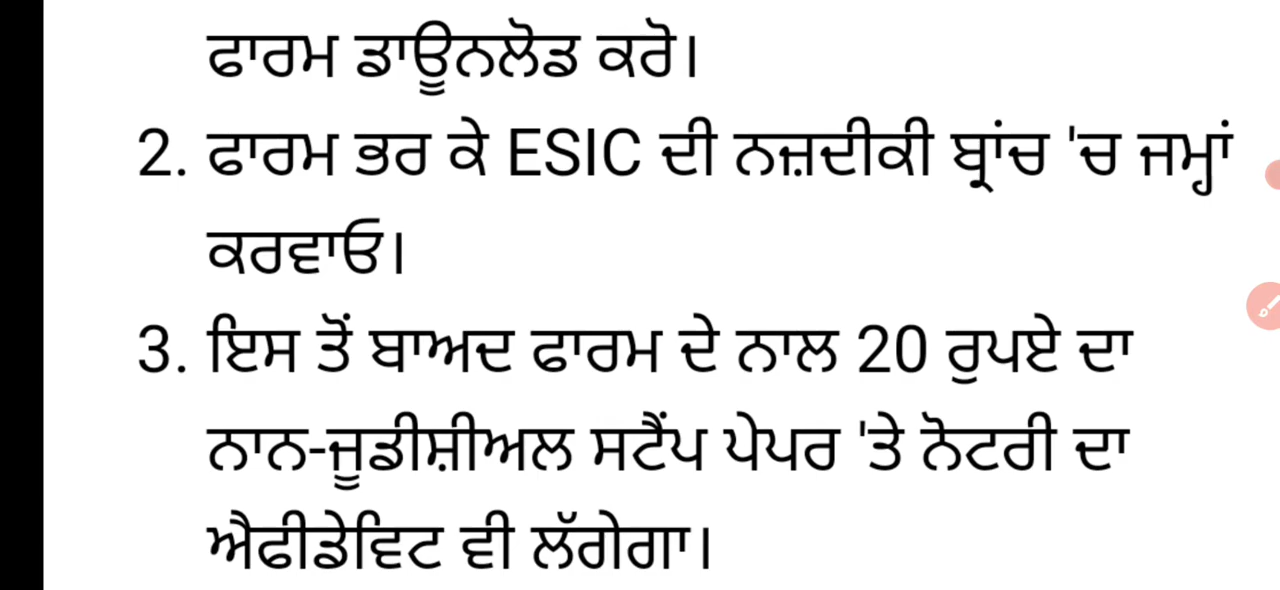 ਫਾਰਮ ਡਾਊਨਲੋਡ ਕਰੋ।
2. ਫਾਰਮ ਭਰ ਕੇ ESIC ਦੀ ਨਜ਼ਦੀਕੀ ਬ੍ਰਾਂਚ 'ਚ ਜਮ੍ਹਾਂ
ਕਰਵਾਓ।
3. ਇਸ ਤੋਂ ਬਾਅਦ ਫਾਰਮ ਦੇ ਨਾਲ 20 ਰੁਪਏ ਦਾ
ਨਾਨ-ਜੂਡੀਸ਼ੀਅਲ ਸਟੈਂਪ ਪੇਪਰ 'ਤੇ ਨੋਟਰੀ ਦਾ
ਐਫੀਡੇਵਿਟ ਵੀ ਲੱਗੇਗਾ।